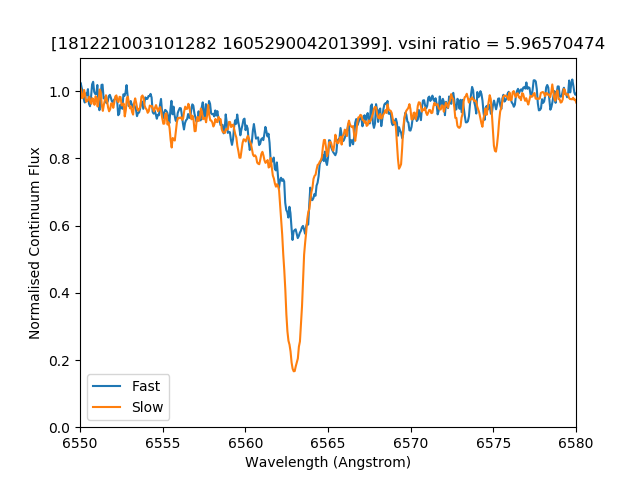 [181221003101282 160529004201399]. vsini ratio = 5.96570474
Normalised Continuum Flux
1.0
0.8
0.6
0.4
0.2
0.0
Fast
Slow
6550 6555 6560 6565 6570 6575 6580
Wavelength (Angstrom)